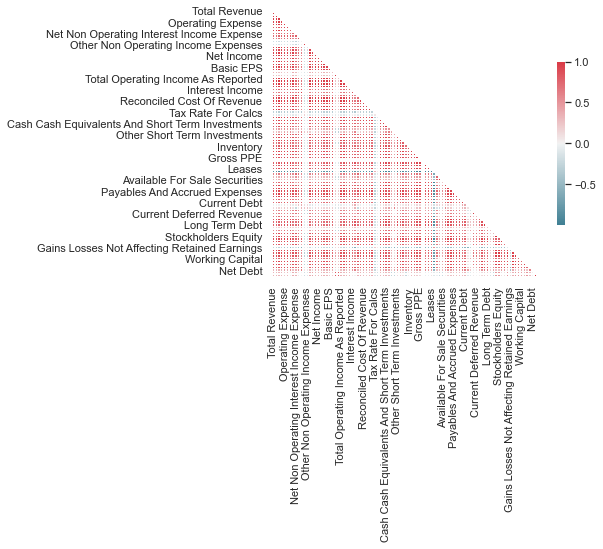 Total Revenue
Operating Expense
Net Non Operating Interest Income Expense
Other Non Operating Income Expenses
Net Income
Basic EPS
Total Operating Income As Reported
Interest Income
Reconciled Cost Of Revenue
Tax Rate For Calcs
Cash Cash Equivalents And Short Term Investments
Other Short Term Investments
Inventory
Gross PPE
Leases
Available For Sale Securities
Payables And Accrued Expenses
Current Debt
Current Deferred Revenue
Long Term Debt
Stockholders Equity
Gains Losses Not Affecting Retained Earnings
Working Capital
Net Debt
1.0
0.5
0.0
−0.5
Total Revenue
Operating Expense
Net Non Operating Interest Income Expense
Other Non Operating Income Expenses
Net Income
Basic EPS
Total Operating Income As Reported
Interest Income
Reconciled Cost Of Revenue
Tax Rate For Calcs
Cash Cash Equivalents And Short Term Investments
Other Short Term Investments
Inventory
Gross PPE
Leases
Available For Sale Securities
Payables And Accrued Expenses
Current Debt
Current Deferred Revenue
Long Term Debt
Stockholders Equity
Gains Losses Not Affecting Retained Earnings
Working Capital
Net Debt